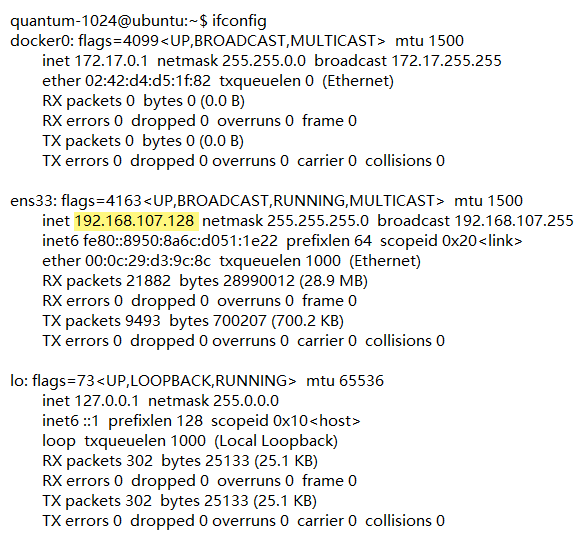 quantum-1024@ubuntu:~$ ifconfig
docker0: flags=4099<UP,BROADCAST,MULTICAST> mtu 1500
inet 172.17.0.1 netmask 255.255.0.0 broadcast 172.17.255.255
ether 02:42:d4:d5:1f:82 txqueuelen 0 (Ethernet)
RX packets 0 bytes 0 (0.0 B)
RX errors 0 dropped 0 overruns 0 frame 0
TX packets 0 bytes 0 (0.0 B)
TX errors 0 dropped 0 overruns 0 carrier 0 collisions 0
ens33: flags=4163<UP,BROADCAST,RUNNING,MULTICAST> mtu 1500
inet 192.168.107.128 netmask 255.255.255.0 broadcast 192.168.107.255
inet6 fe80::8950:8a6c:d051:1e22 prefixlen 64 scopeid 0x20<link>
ether 00:0c:29:d3:9c:8c txqueuelen 1000 (Ethernet)
RX packets 21882 bytes 28990012 (28.9 MB)
RX errors 0 dropped 0 overruns 0 frame 0
TX packets 9493 bytes 700207 (700.2 KB)
TX errors 0 dropped 0 overruns 0 carrier 0 collisions 0
lo: flags=73<UP,LOOPBACK,RUNNING> mtu 65536
inet 127.0.0.1 netmask 255.0.0.0
inet6 ::1 prefixlen 128 scopeid 0x10<host>
loop txqueuelen 1000 (Local Loopback)
RX packets 302 bytes 25133 (25.1 KB)
RX errors 0 dropped 0 overruns 0 frame 0
TX packets 302 bytes 25133 (25.1 KB)
TX errors 0 dropped 0 overruns 0 carrier 0 collisions 0